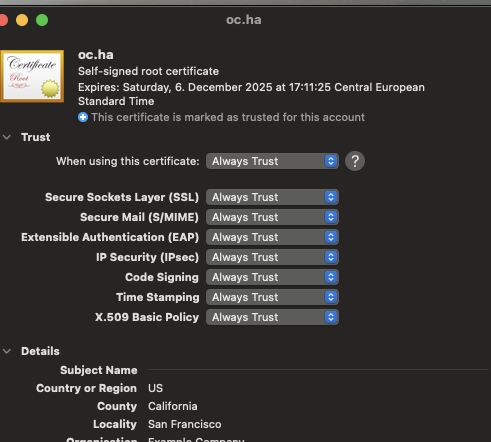 oc.ha
Certificate
Root
oc.ha
Self-signed root certificate
Expires: Saturday, 6. December 2025 at 17:11:25 Central European
Standard Time
This certificate is marked as trusted for this account
Trust
When using this certificate: Always Trust ?
Secure Sockets Layer (SSL) Always Trust
Secure Mail (S/MIME) Always Trust
Extensible Authentication (EAP) Always Trust
IP Security (IPsec) Always Trust
Code Signing Always Trust
Time Stamping Always Trust
X.509 Basic Policy Always Trust
Details
Subject Name
Country or Region US
County California
Locality San Francisco
Organisation Example Company